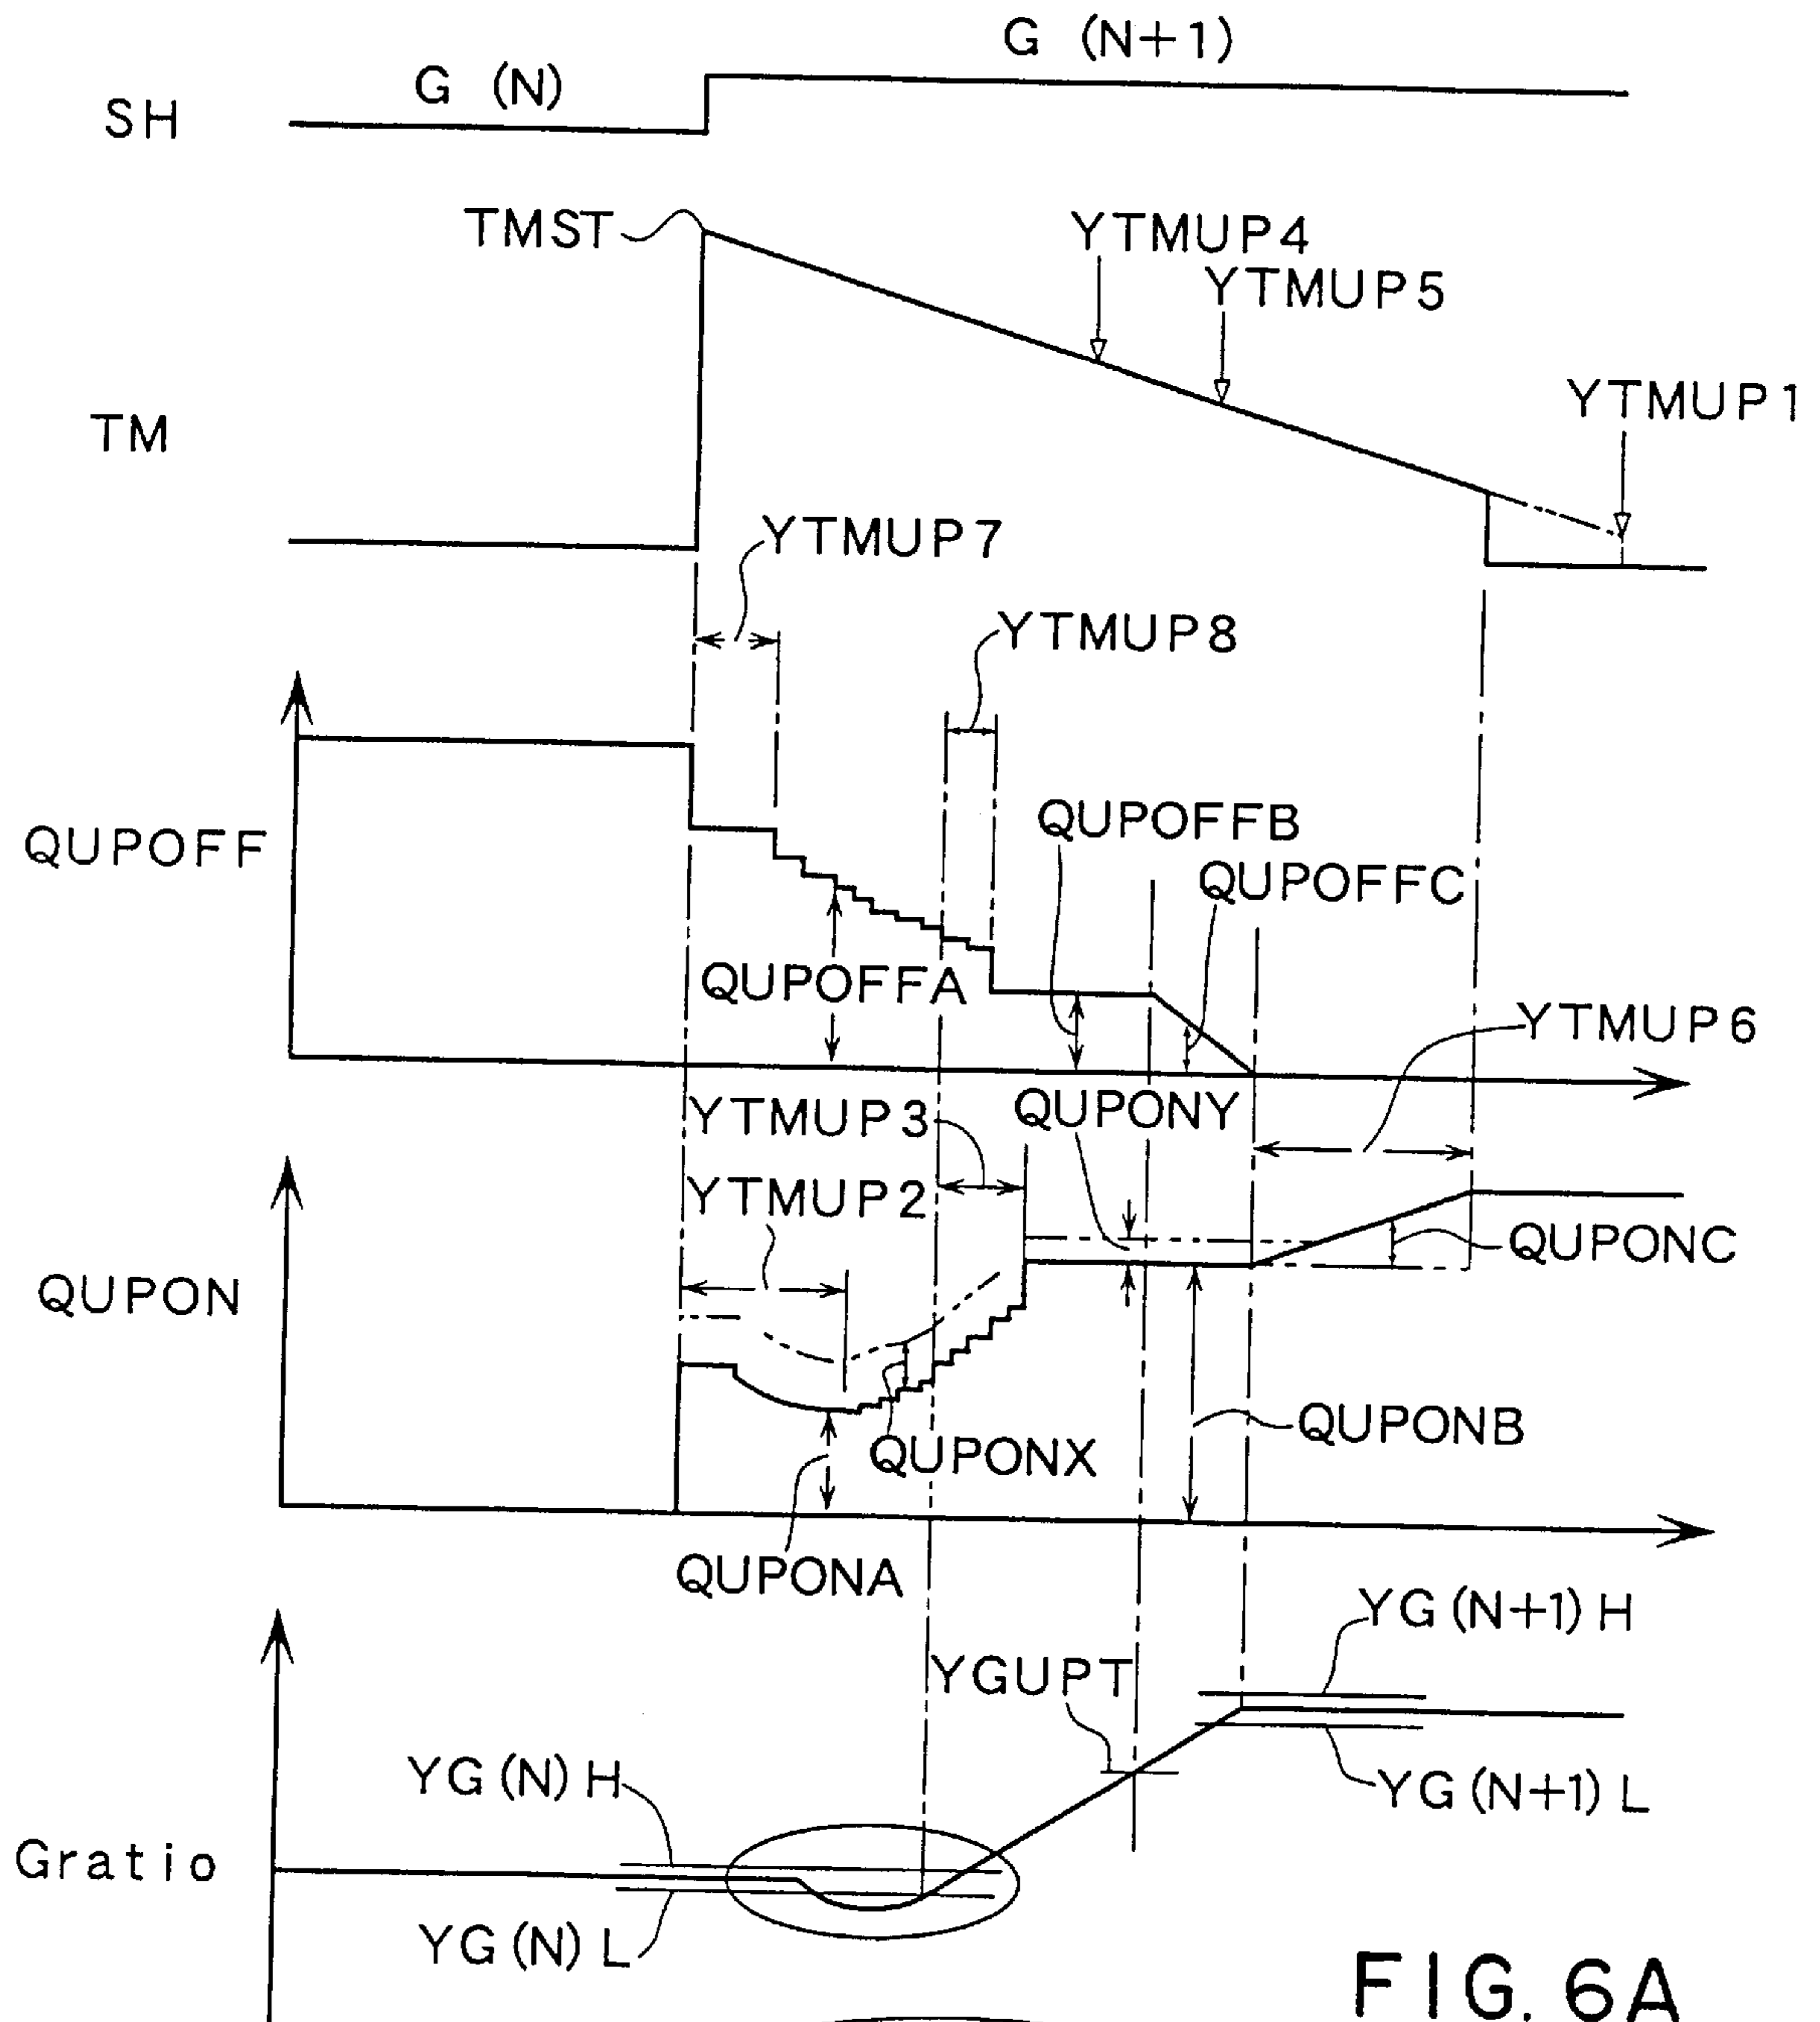 G (N+1)
G (N)
SH
TMST
YTMUP4
YTMUP5
YTMUP1
TM
YTMUP7
YTMUP8
QUPOFFB
QUPOFF
QUPOFFC
QUPOFFA
YTMUP6
YTMUP3
QUPONY
YTMUP2
QUPONC
QUPON
QUPONB
QUPONX
QUPONA
YG (N+1) H
YGUPT
YG (N) H
YG (N+1) L
Gratio
YG (N) L
FIG. 6A